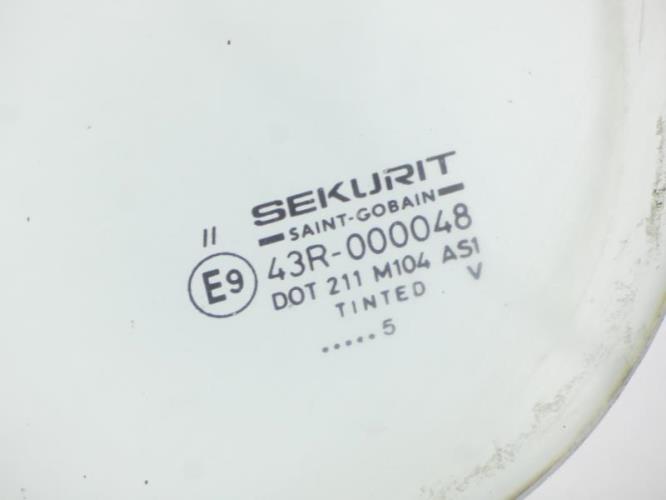 SEKURIT
SAINT-GOBAIN
II
E9 43R-000048
DOT 211 M104 AS1
TINTED V
.....5